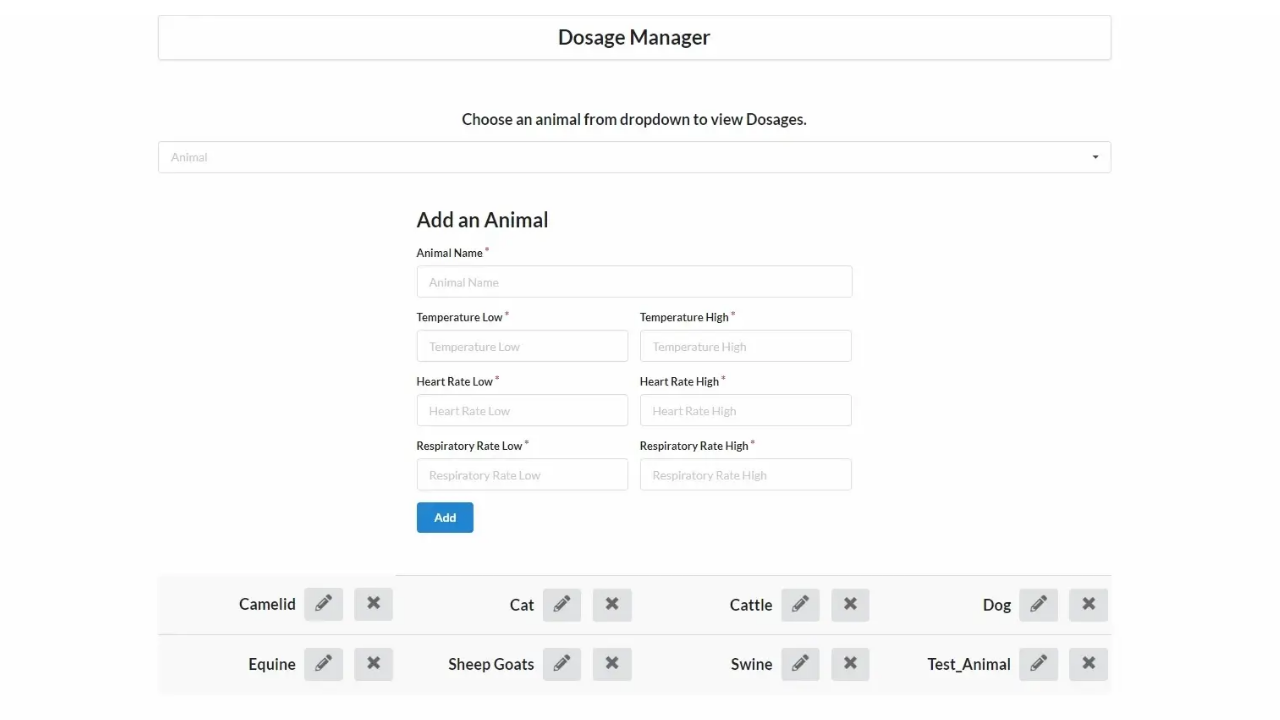 Dosage Manager
Choose an animal from dropdown to view Dosages.
Animal
Add an Animal
Animal Name *
Animal Name
Temperature Low * Temperature High *
Temperature Low Temperature High
Heart Rate Low * Heart Rate High *
Heart Rate Low Heart Rate High
Respiratory Rate Low * Respiratory Rate High *
Respiratory Rate Low Respiratory Rate High
Add
Camelid Cat Cattle Dog
Equine Sheep Goats Swine Test_Animal